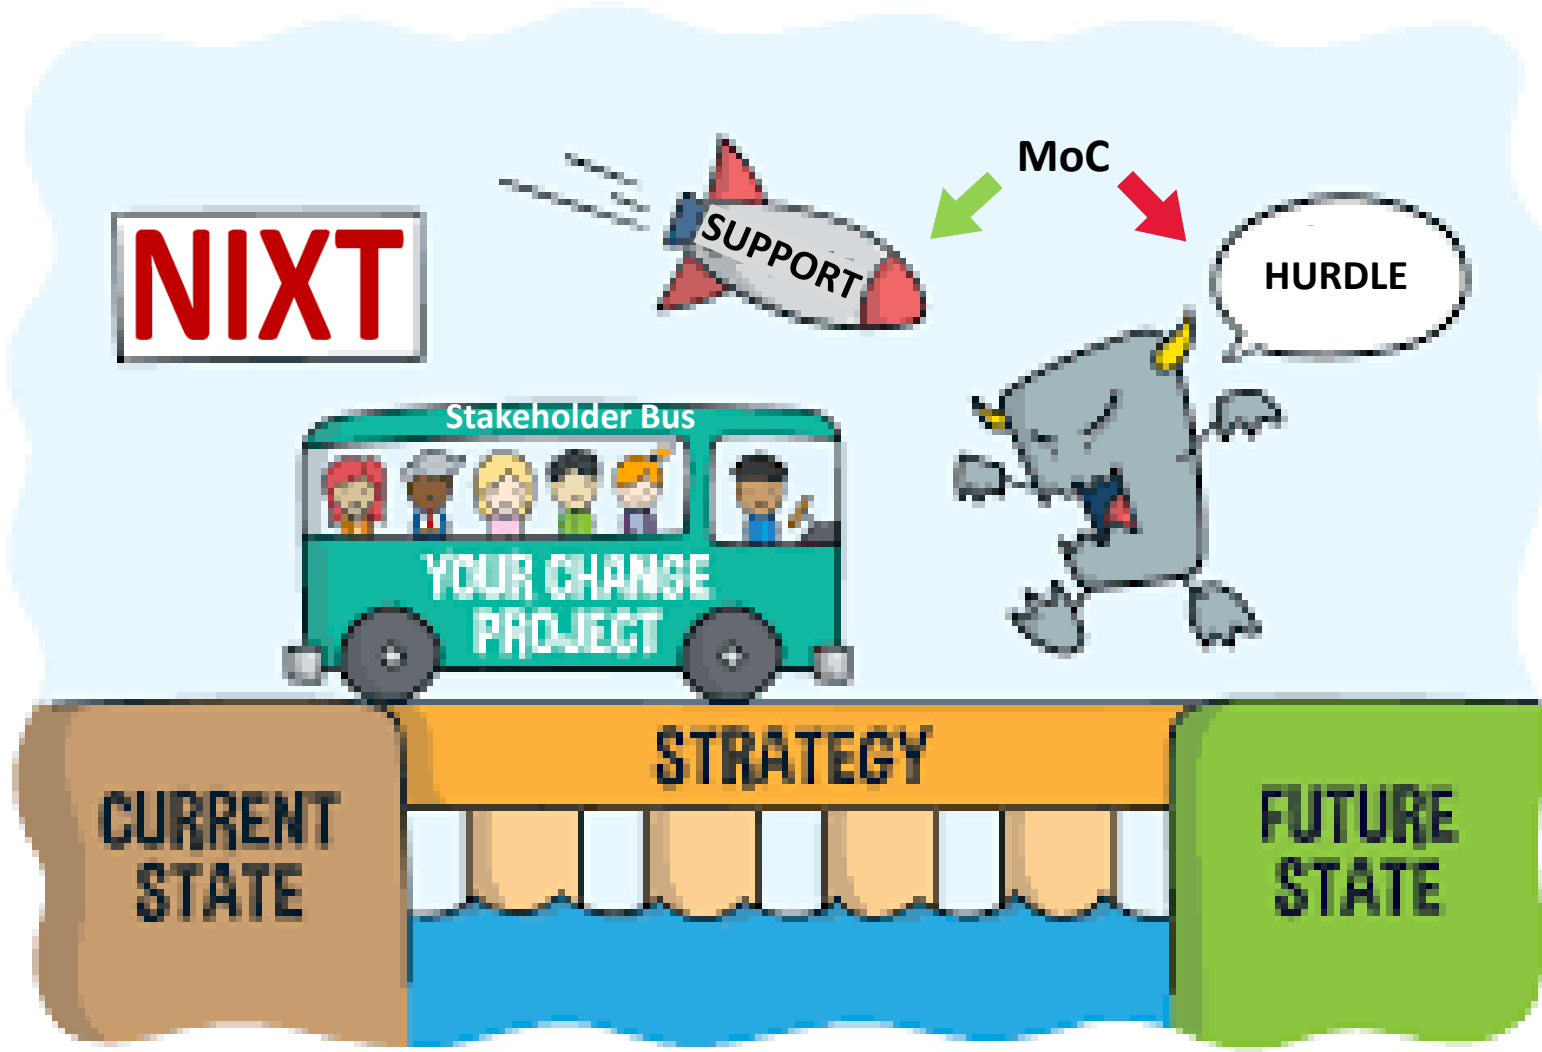 MoC
NIXT
SUPPORT
HURDLE
Stakeholder Bus
YOUR CHANGE
PROJECT
STRATEGY
CURRENT
STATE
FUTURE
STATE